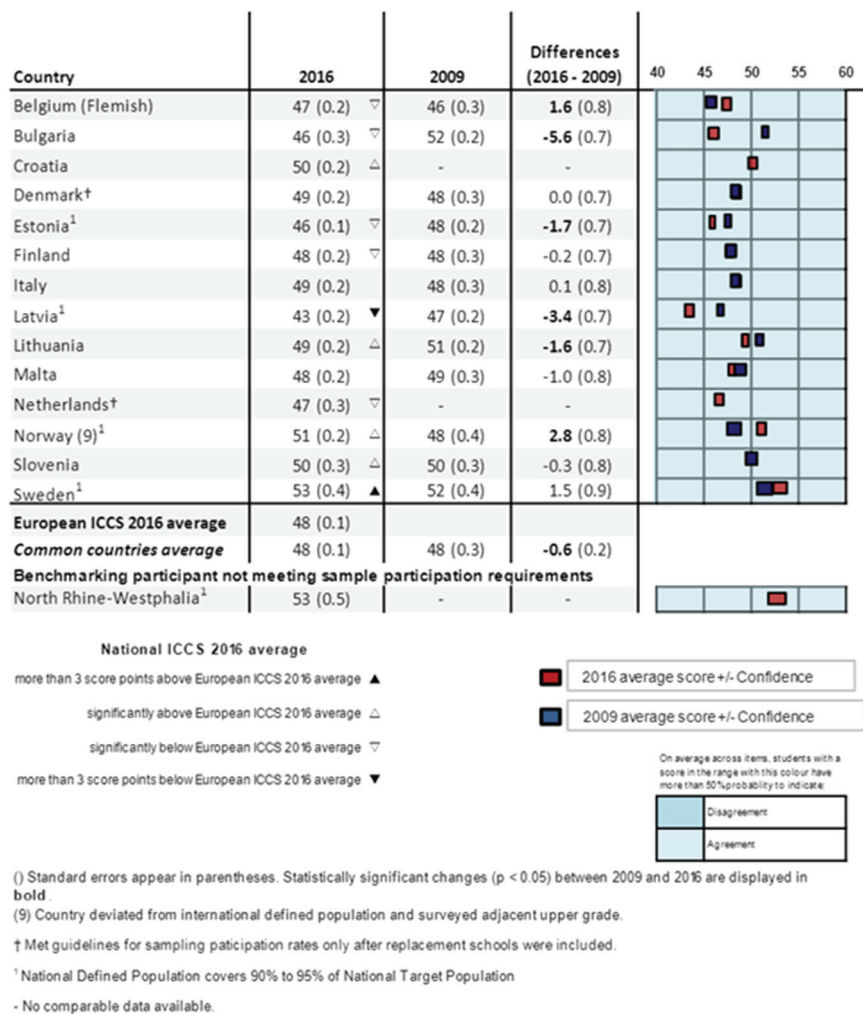 Differences
Country 2016 2009 (2016 - 2009) 40 45 50 55 60
Belgium (Flemish) 47 (0.2) ▽ 46 (0.3) 1.6 (0.8)
Bulgaria 46 (0.3) ▽ 52 (0.2) -5.6 (0.7)
Croatia 50 (0.2) △ - -
Denmark† 49 (0.2) 48 (0.3) 0.0 (0.7)
Estonia¹ 46 (0.1) ▽ 48 (0.2) -1.7 (0.7)
Finland 48 (0.2) ▽ 48 (0.3) -0.2 (0.7)
Italy 49 (0.2) 48 (0.3) 0.1 (0.8)
Latvia¹ 43 (0.2) ▼ 47 (0.2) -3.4 (0.7)
Lithuania 49 (0.2) △ 51 (0.2) -1.6 (0.7)
Malta 48 (0.2) 49 (0.3) -1.0 (0.8)
Netherlands† 47 (0.3) ▽ - -
Norway (9)¹ 51 (0.2) △ 48 (0.4) 2.8 (0.8)
Slovenia 50 (0.3) △ 50 (0.3) -0.3 (0.8)
Sweden¹ 53 (0.4) ▲ 52 (0.4) 1.5 (0.9)
European ICCS 2016 average 48 (0.1)
Common countries average 48 (0.1) 48 (0.3) -0.6 (0.2)
Benchmarking participant not meeting sample participation requirements
North Rhine-Westphalia¹ 53 (0.5) - -
National ICCS 2016 average
more than 3 score points above European ICCS 2016 average ▲
significantly above European ICCS 2016 average △
significantly below European ICCS 2016 average ▽
more than 3 score points below European ICCS 2016 average ▼
2016 average score +/- Confidence
2009 average score +/- Confidence
On average across items, students with a
score in the range with this colour have
more than 50% probablity to indicate:
Disagreement
Agreement
() Standard errors appear in parentheses. Statistically significant changes (p < 0.05) between 2009 and 2016 are displayed in
bold .
(9) Country deviated from international defined population and surveyed adjacent upper grade.
† Met guidelines for sampling paticipation rates only after replacement schools were included.
¹ National Defined Population covers 90% to 95% of National Target Population
- No comparable data available.